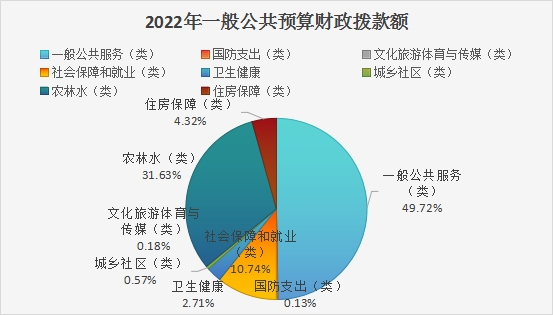 2022年一般公共预算财政拨款额
一般公共服务（类） 国防支出（类） 文化旅游体育与传媒（类）
社会保障和就业（类） 卫生健康 城乡社区（类）
农林水（类） 住房保障（类）
住房保障（类）
4.32%
农林水（类）
31.63%
一般公共服务
（类）
49.72%
文化旅游体育与
传媒（类）
0.18%
社会保障和就业
（类）
10.74%
城乡社区（类）
0.57%
卫生健康
2.71%
国防支出（类）
0.13%